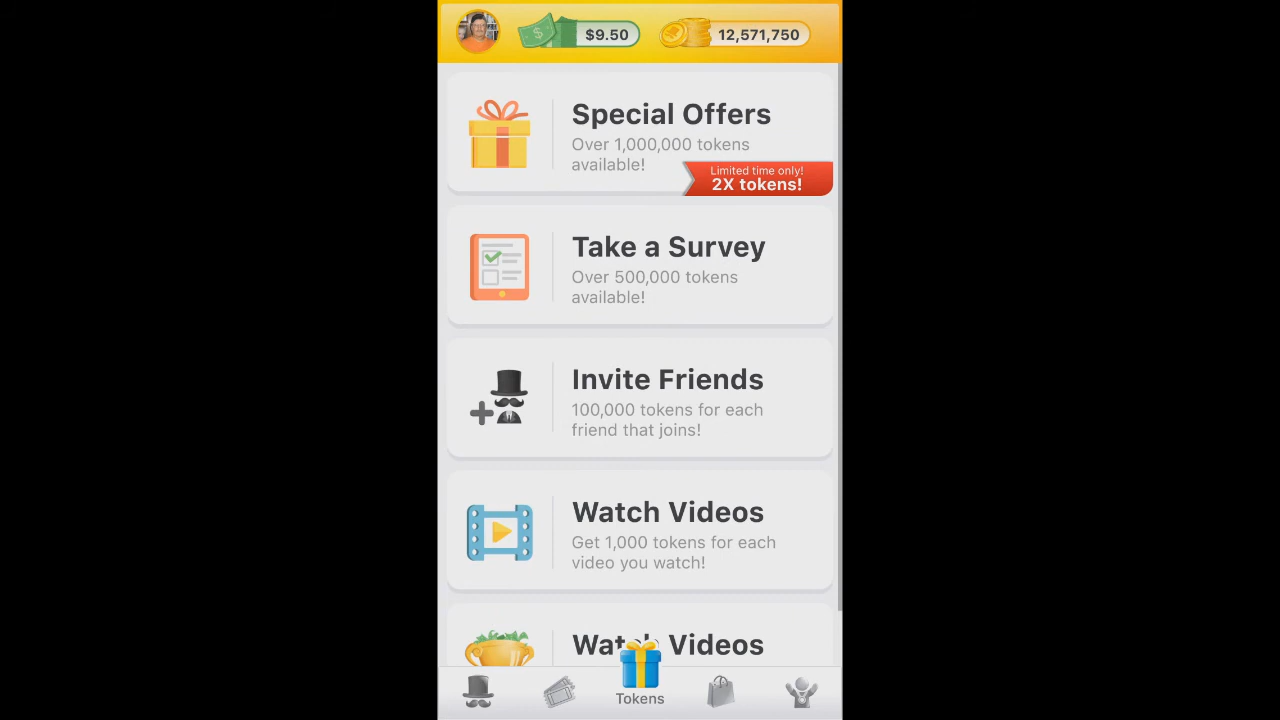 $9.50
12,571,750
Special Offers
Over 1,000,000 tokens
available!
Limited time only!
2X tokens!
Take a Survey
Over 500,000 tokens
available!
Invite Friends
100,000 tokens for each
friend that joins!
Watch Videos
Get 1,000 tokens for each
video you watch!
Watch Videos
Tokens